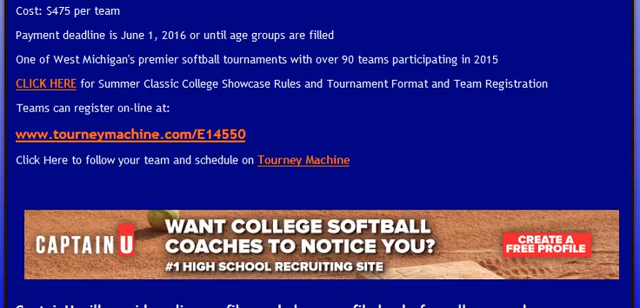 Cost: $475 per team
Payment deadline is June 1, 2016 or until age groups are filled
One of West Michigan's premier softball tournaments with over 90 teams participating in 2015
CLICK HERE for Summer Classic College Showcase Rules and Tournament Format and Team Registration
Teams can register on-line at:
www.tourneymachine.com/E14550
Click Here to follow your team and schedule on Tourney Machine
CAPTAIN U
WANT COLLEGE SOFTBALL
COACHES TO NOTICE YOU?
#1 HIGH SCHOOL RECRUITING SITE
CREATE A
FREE PROFILE